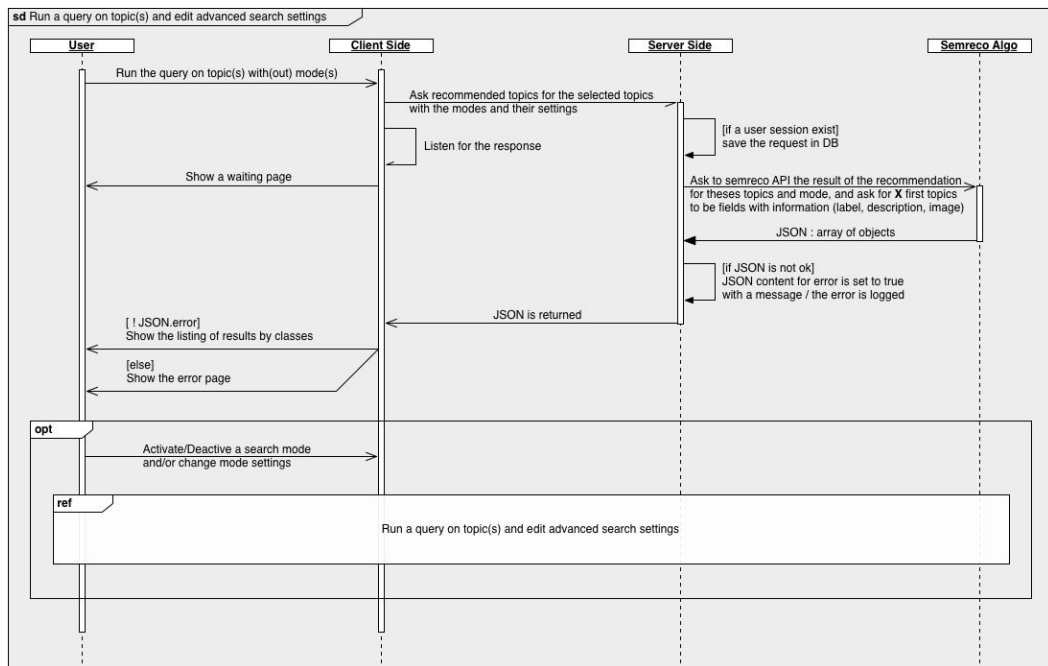 sd Run a query on topic(s) and edit advanced search settings
User
Client Side
Server Side
Semreco Algo
Run the query on topic(s) with(out) mode(s)
Ask recommended topics for the selected topics
with the modes and their settings
[if a user session exist]
save the request in DB
Listen for the response
Show a waiting page
Ask to semreco API the result of the recommendation
for theses topics and mode, and ask for X first topics
to be fields with information (label, description, image)
JSON : array of objects
[if JSON is not ok]
JSON content for error is set to true
with a message / the error is logged
JSON is returned
[ ! JSON.error]
Show the listing of results by classes
[else]
Show the error page
opt
Activate/Deactive a search mode
and/or change mode settings
ref
Run a query on topic(s) and edit advanced search settings